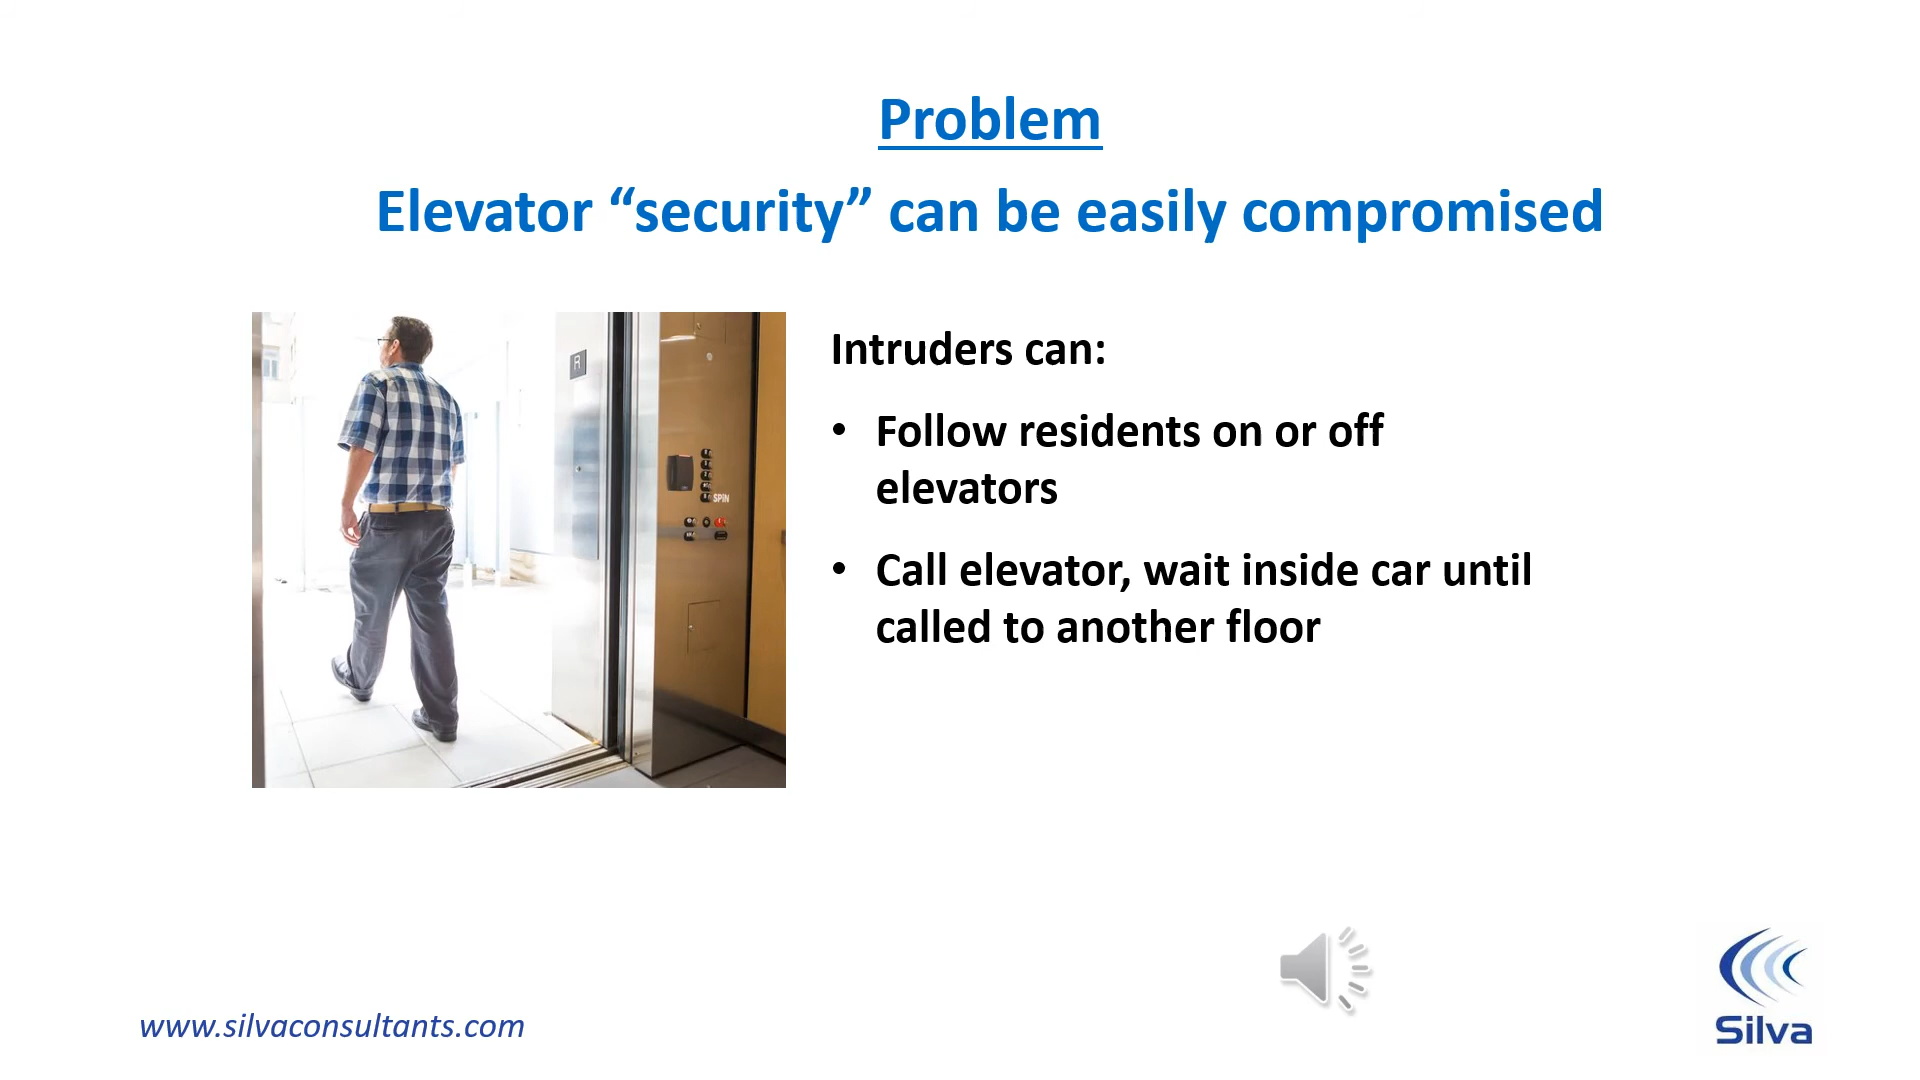 Problem
Elevator “security” can be easily compromised
R
SPIN
Intruders can:
• Follow residents on or off
elevators
• Call elevator, wait inside car until
called to another floor
www.silvaconsultants.com
Silva